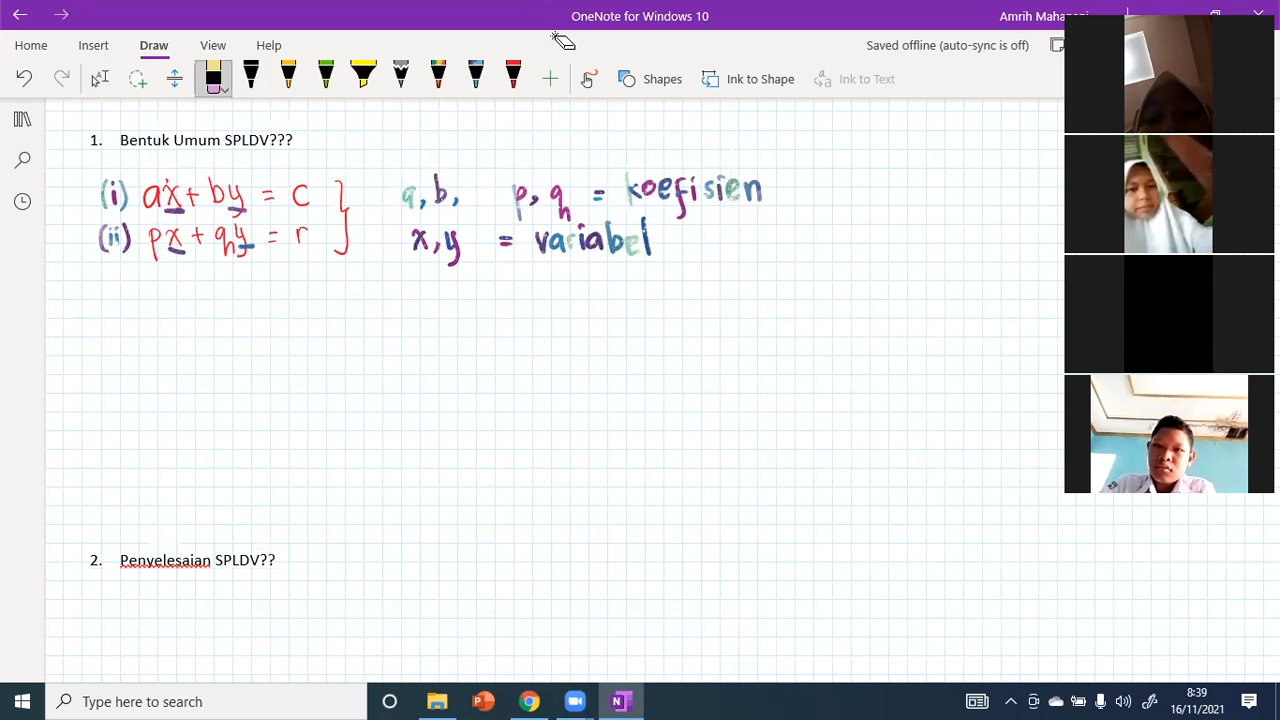 OneNote for Windows 10
Home Insert Draw View Help
Saved offline (auto-sync is off)
Shapes Ink to Shape Ink to Text
1. Bentuk Umum SPLDV???
(i) ax + by = c a, b, p, q = koefisien
(ii) px + qy = r x, y = variabel
2. Penyelesaian SPLDV??
Type here to search
8:39
16/11/2021